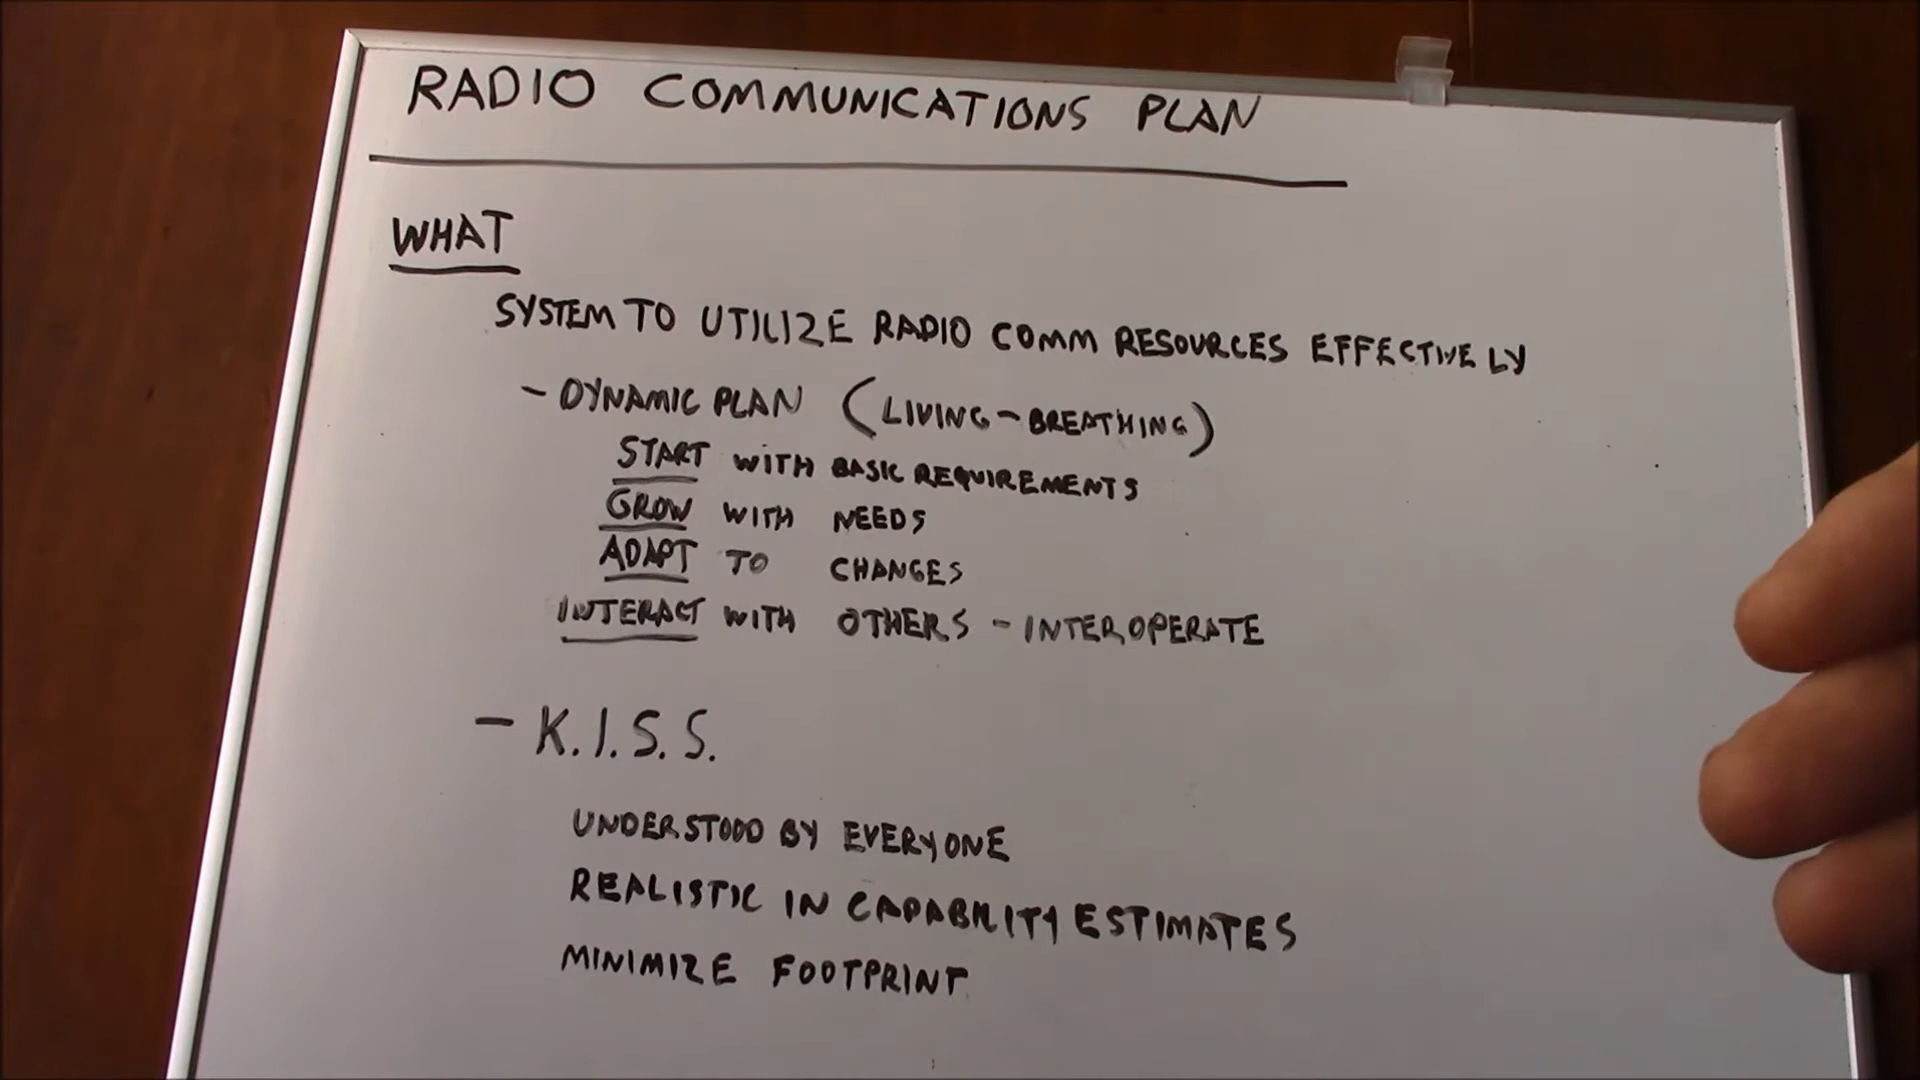 RADIO COMMUNICATIONS PLAN
WHAT
SYSTEM TO UTILIZE RADIO COMM RESOURCES EFFECTIVELY
- DYNAMIC PLAN (LIVING-BREATHING)
START WITH BASIC REQUIREMENTS
GROW WITH NEEDS
ADAPT TO CHANGES
INTERACT WITH OTHERS - INTEROPERATE
- K.I.S.S.
UNDERSTOOD BY EVERYONE
REALISTIC IN CAPABILITY ESTIMATES
MINIMIZE FOOTPRINT